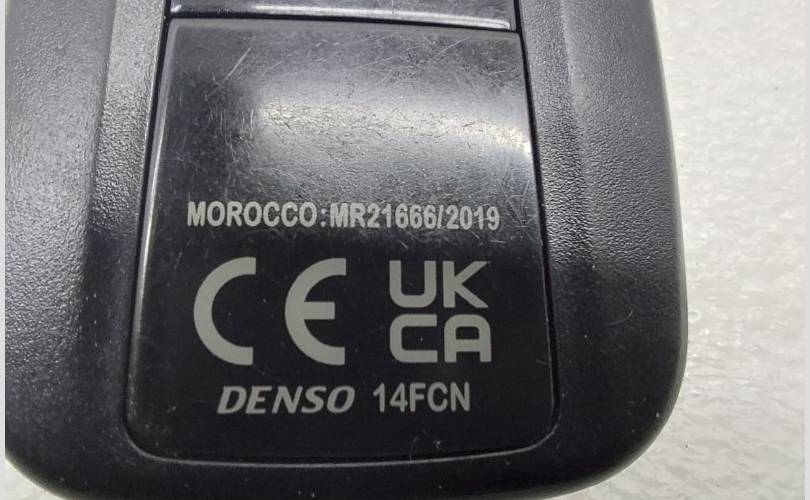 MOROCCO:MR21666/2019
CE UK
CA
DENSO 14FCN